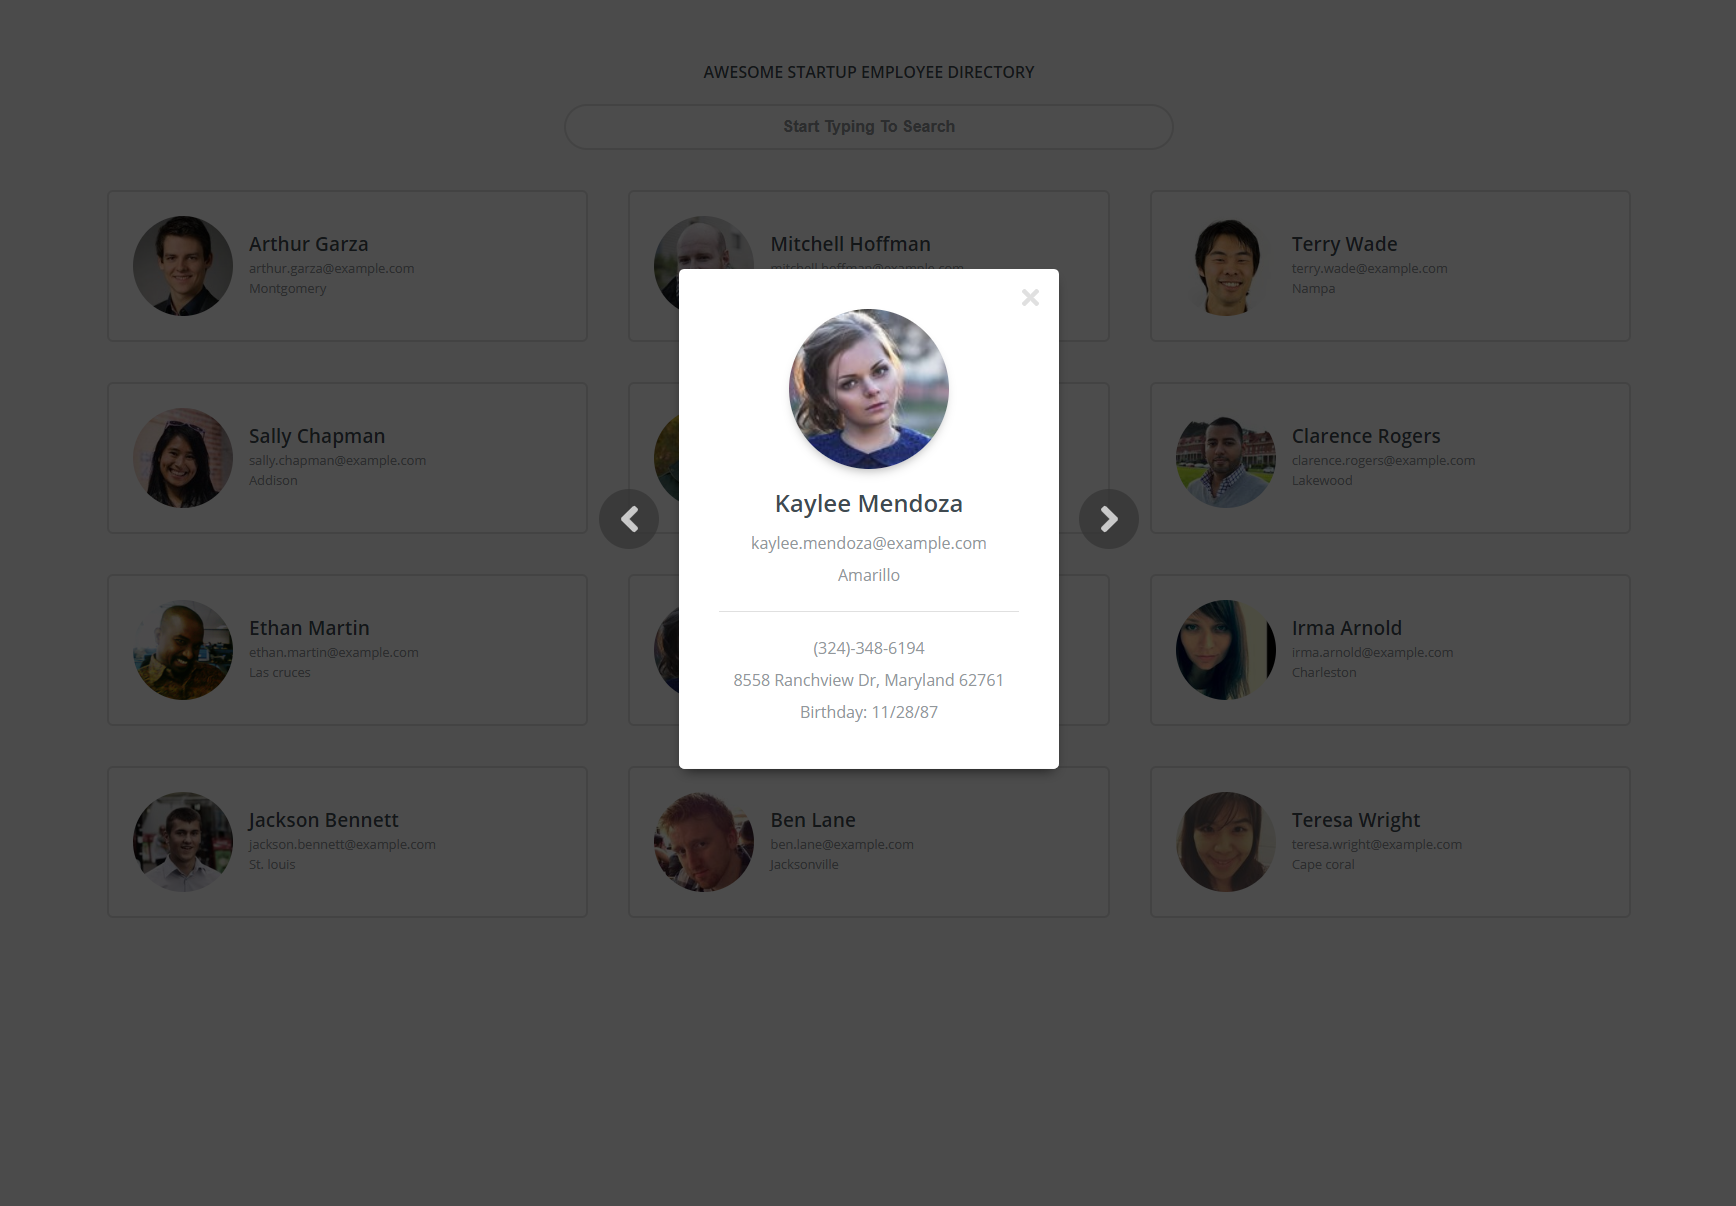 AWESOME STARTUP EMPLOYEE DIRECTORY
Start Typing To Search
Arthur Garza
arthur.garza@example.com
Montgomery
Mitchell Hoffman
mitchell.hoffman@example.com
Terry Wade
terry.wade@example.com
Nampa
Sally Chapman
sally.chapman@example.com
Addison
Clarence Rogers
clarence.rogers@example.com
Lakewood
Kaylee Mendoza
kaylee.mendoza@example.com
Amarillo
(324)-348-6194
8558 Ranchview Dr, Maryland 62761
Birthday: 11/28/87
Ethan Martin
ethan.martin@example.com
Las cruces
Irma Arnold
irma.arnold@example.com
Charleston
Jackson Bennett
jackson.bennett@example.com
St. louis
Ben Lane
ben.lane@example.com
Jacksonville
Teresa Wright
teresa.wright@example.com
Cape coral